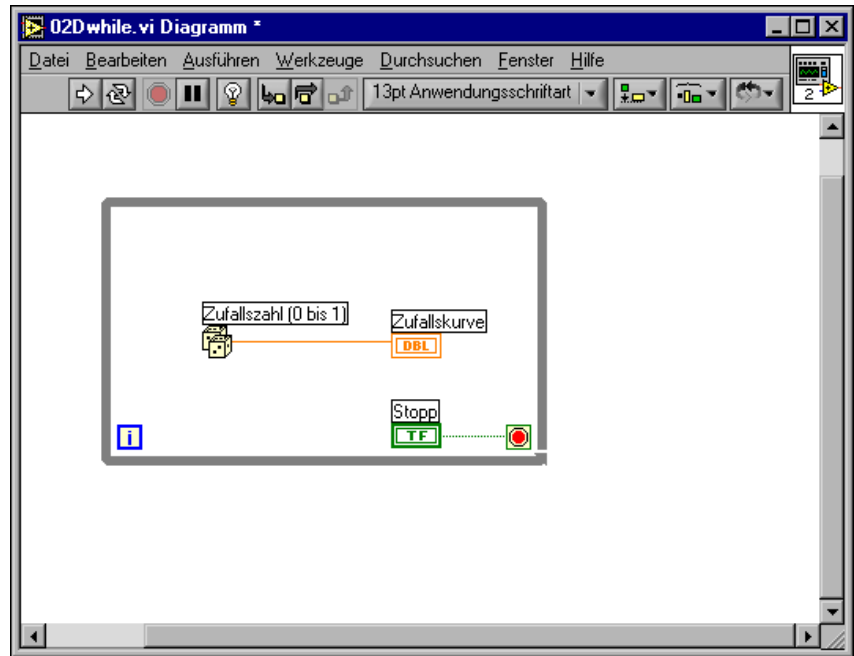 02Dwhile.vi Diagramm *
Datei Bearbeiten Ausführen Werkzeuge Durchsuchen Fenster Hilfe
13pt Anwendungsschriftart
2
Zufallszahl (0 bis 1)
Zufallskurve
DBL
Stopp
i
TF